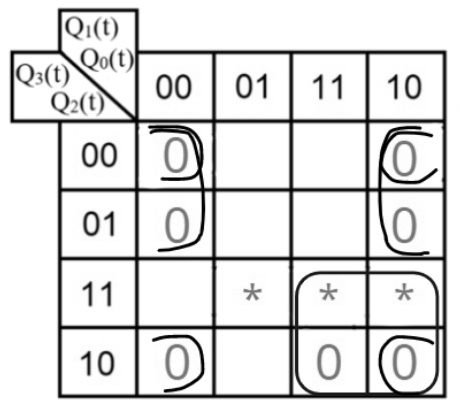 Q₁(t)
Q₀(t)
Q₃(t)
Q₂(t)
00 01 11 10
00 0 0
01 0 0
11 * * *
10 0 0 0